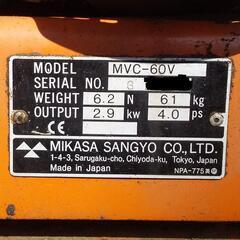 MODEL MVC-60V
SERIAL NO. G
WEIGHT 6.2 N 61 kg
OUTPUT 2.9 kw 4.0 ps
CE
MIKASA SANGYO CO.,LTD.
1-4-3, Sarugaku-cho, Chiyoda-ku, Tokyo, Japan
Made in Japan
NPA-775